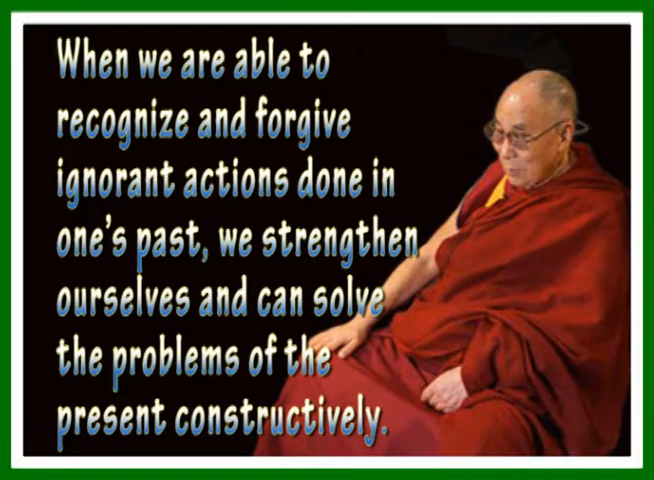 When we are able to
recognize and forgive
ignorant actions done in
one's past, we strengthen
ourselves and can solve
the problems of the
present constructively.